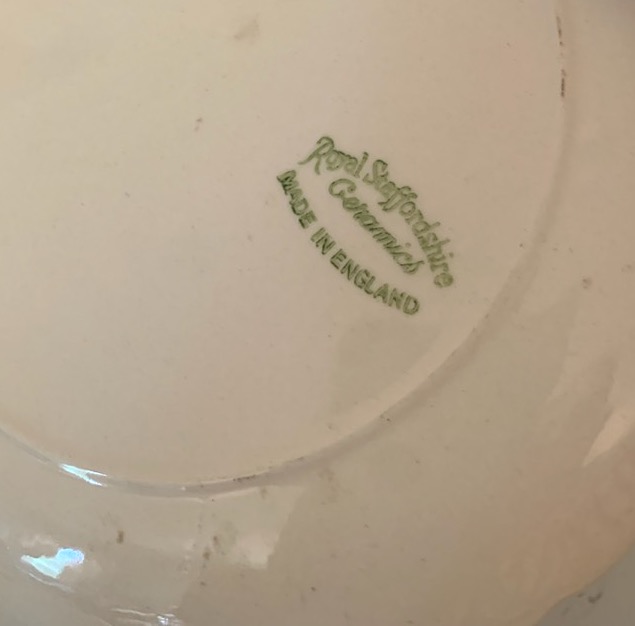 Royal Staffordshire
Ceramics
MADE IN ENGLAND